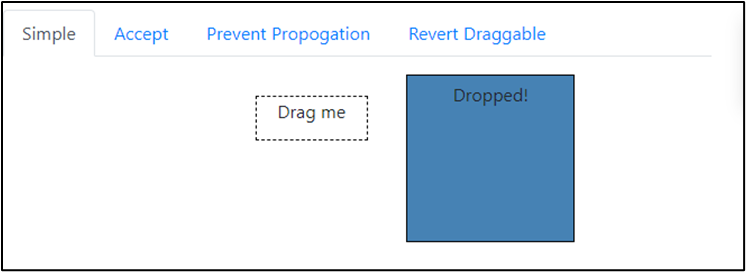 Simple Accept Prevent Propogation Revert Draggable
Dropped!
Drag me